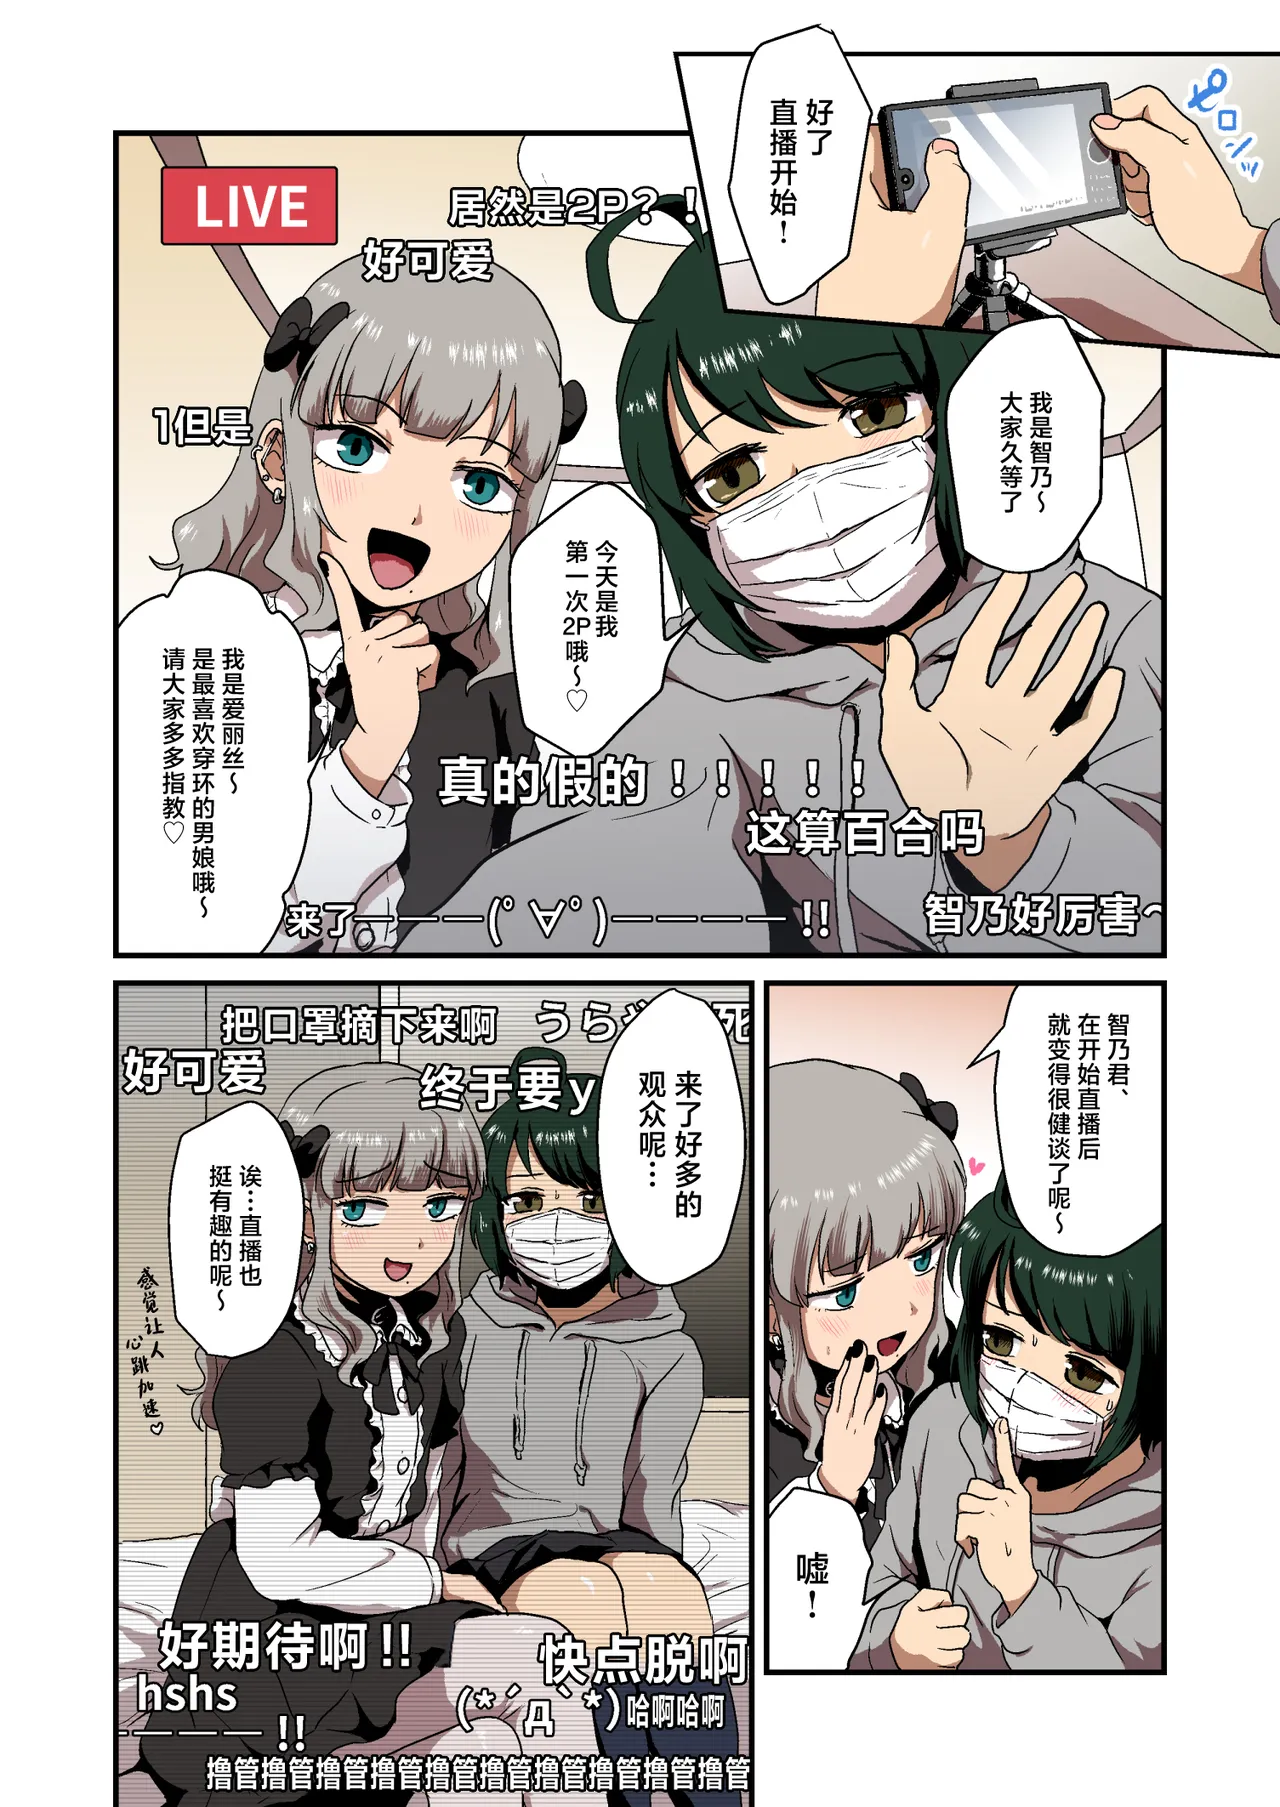 好了
直播开始！
ピロンッ
LIVE
居然是2P？！
好可爱
1但是
我是智乃～
大家久等了
今天是我
第一次2P哦～♡
我是爱丽丝～
是最喜欢穿环的男娘哦～
请大家多多指教♡
真的假的！！！！！
这算百合吗
来了————(ﾟ∀ﾟ)————!!
智乃好厉害～
智乃君、
在开始直播后
就变得很健谈了呢～
嘘！
把口罩摘下来啊
うら
死
好可爱
终于要y
来了好多的
观众呢…
诶…直播也
挺有趣的呢～
感觉让人
心跳加速♡
好期待啊!!
快点脱啊
hshs
(*´д`*)哈啊哈啊
————!!
撸管撸管撸管撸管撸管撸管撸管撸管撸管撸管